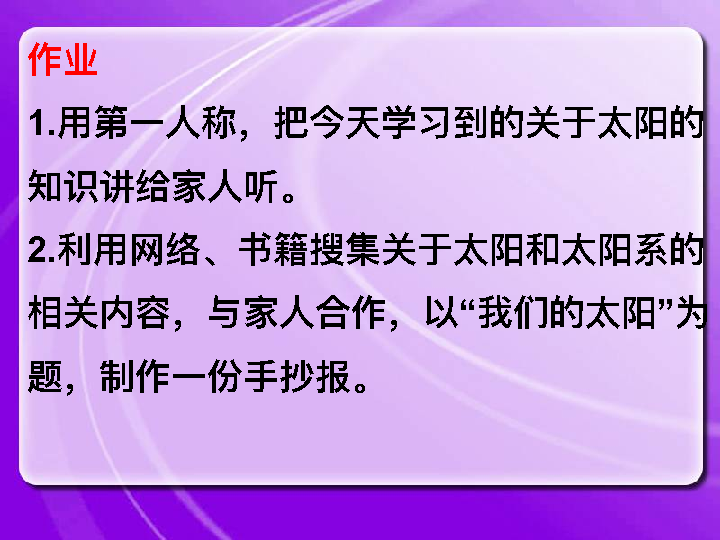 作业
1.用第一人称，把今天学习到的关于太阳的
知识讲给家人听。
2.利用网络、书籍搜集关于太阳和太阳系的
相关内容，与家人合作，以“我们的太阳”为
题，制作一份手抄报。